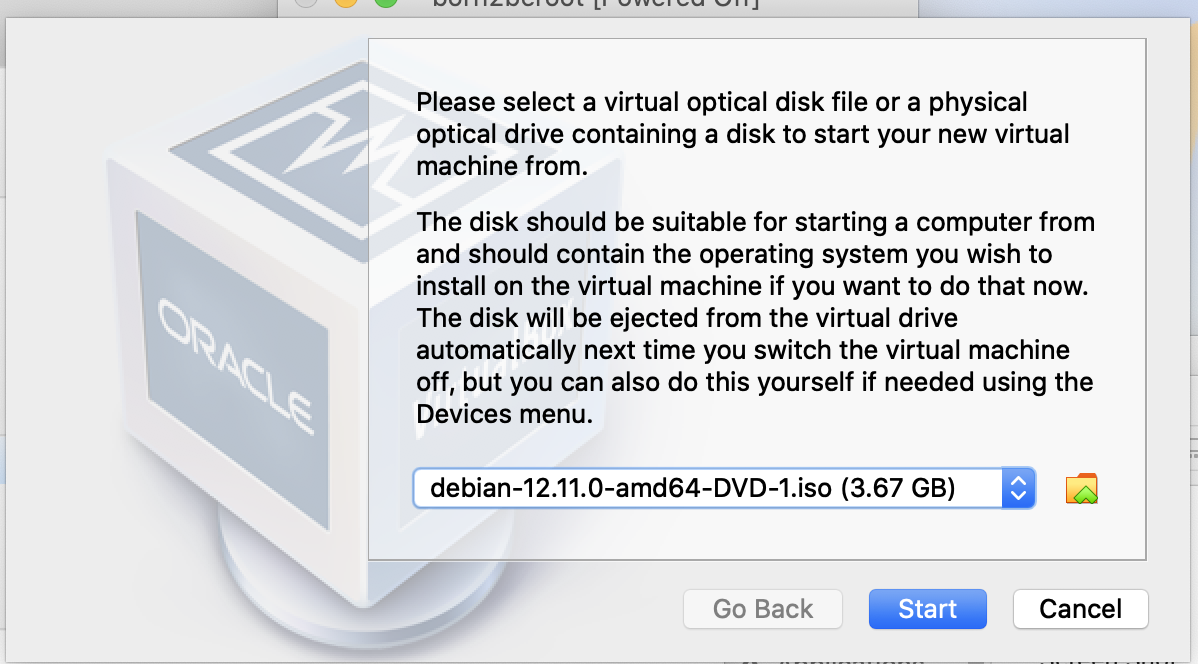 born2beroot [Powered Off]
Please select a virtual optical disk file or a physical
optical drive containing a disk to start your new virtual
machine from.
The disk should be suitable for starting a computer from
and should contain the operating system you wish to
install on the virtual machine if you want to do that now.
The disk will be ejected from the virtual drive
automatically next time you switch the virtual machine
off, but you can also do this yourself if needed using the
Devices menu.
ORACLE
VirtualBox
debian-12.11.0-amd64-DVD-1.iso (3.67 GB)
Go Back
Start
Cancel
Applications